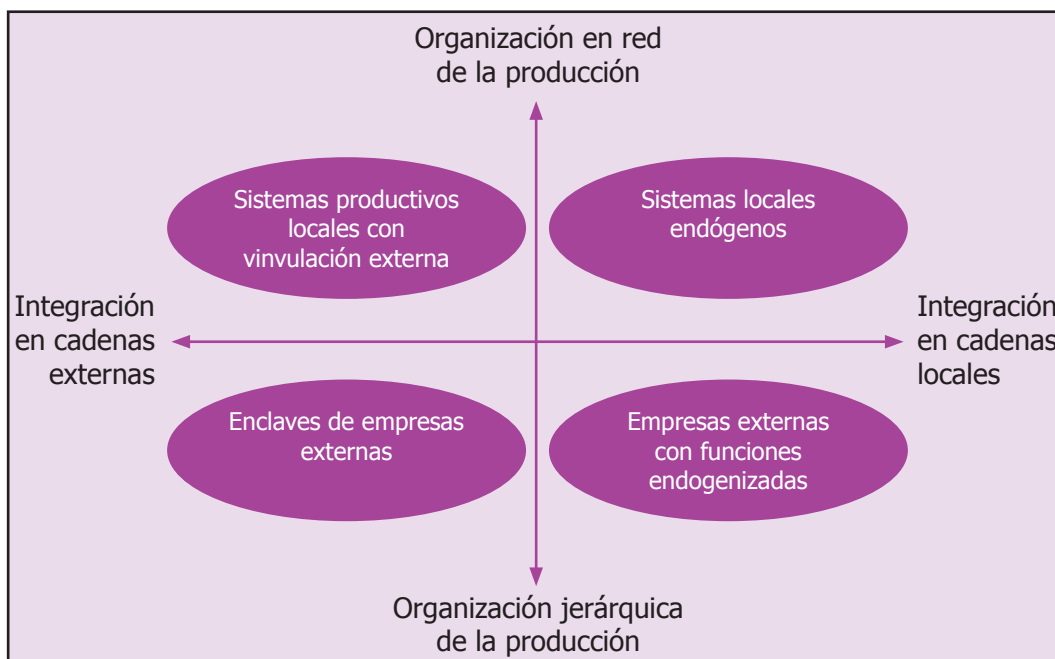 Organización en red
de la producción
Sistemas productivos
locales con
vinvulación externa
Sistemas locales
endógenos
Integración
en cadenas
externas
Integración
en cadenas
locales
Enclaves de empresas
externas
Empresas externas
con funciones
endogenizadas
Organización jerárquica
de la producción